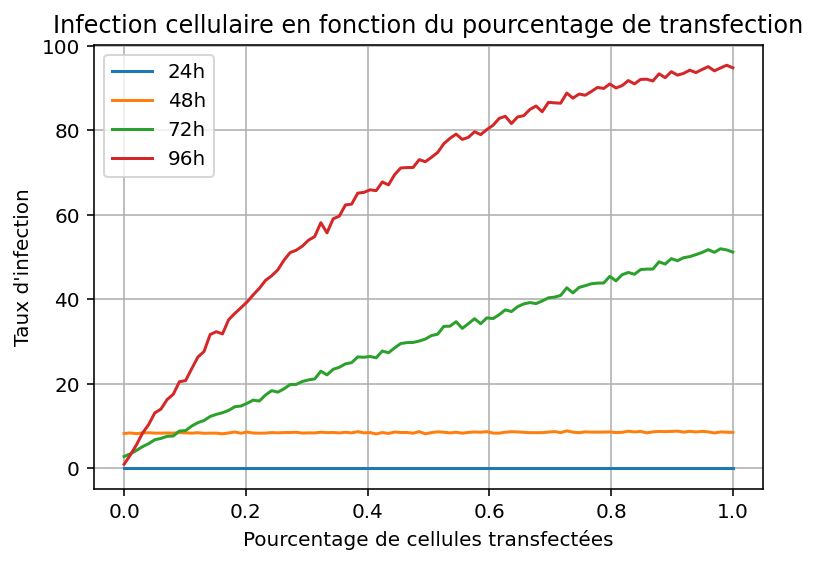 Infection cellulaire en fonction du pourcentage de transfection
100
80
60
40
20
0
Taux d'infection
24h
48h
72h
96h
0.0 0.2 0.4 0.6 0.8 1.0
Pourcentage de cellules transfectées